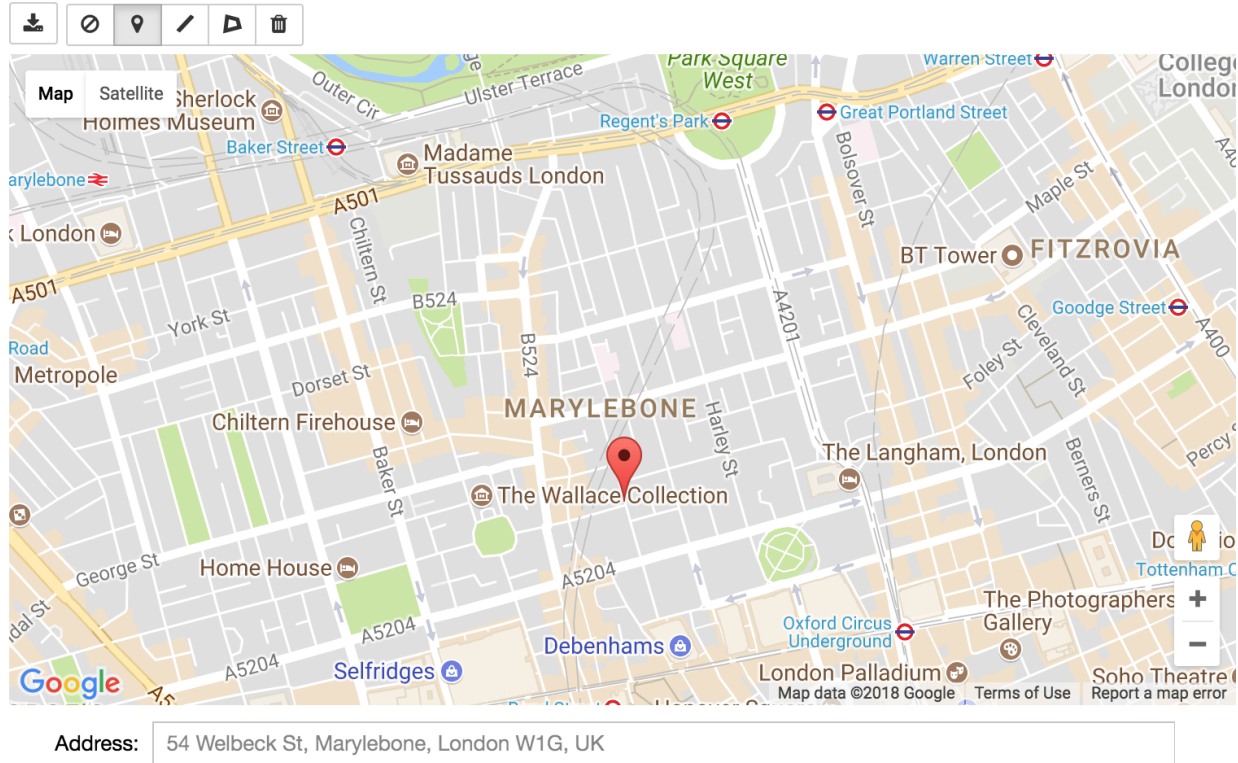 Park Square
West
Warren Street
College
London
Map
Satellite
Sherlock
Holmes Museum
Outer Cir
Ulster Terrace
Regent's Park
Great Portland Street
Baker Street
Madame
Tussauds London
arylebone
A501
Bolsover St
Maple St
London
Chiltern St
BT Tower
FITZROVIA
A501
B524
A4201
Goodge Street
York St
B524
Cleveland St
A400
Road
Metropole
Dorset St
Foley St
MARYLEBONE
Harley St
Chiltern Firehouse
Baker St
The Langham, London
Berners St
Percy
The Wallace Collection
George St
Home House
A5204
Tottenham C
The Photographers
Gallery
A5204
Oxford Circus
Underground
Debenhams
A5204
Selfridges
London Palladium
Soho Theatre
Google
Map data ©2018 Google
Terms of Use
Report a map error
Address:
54 Welbeck St, Marylebone, London W1G, UK